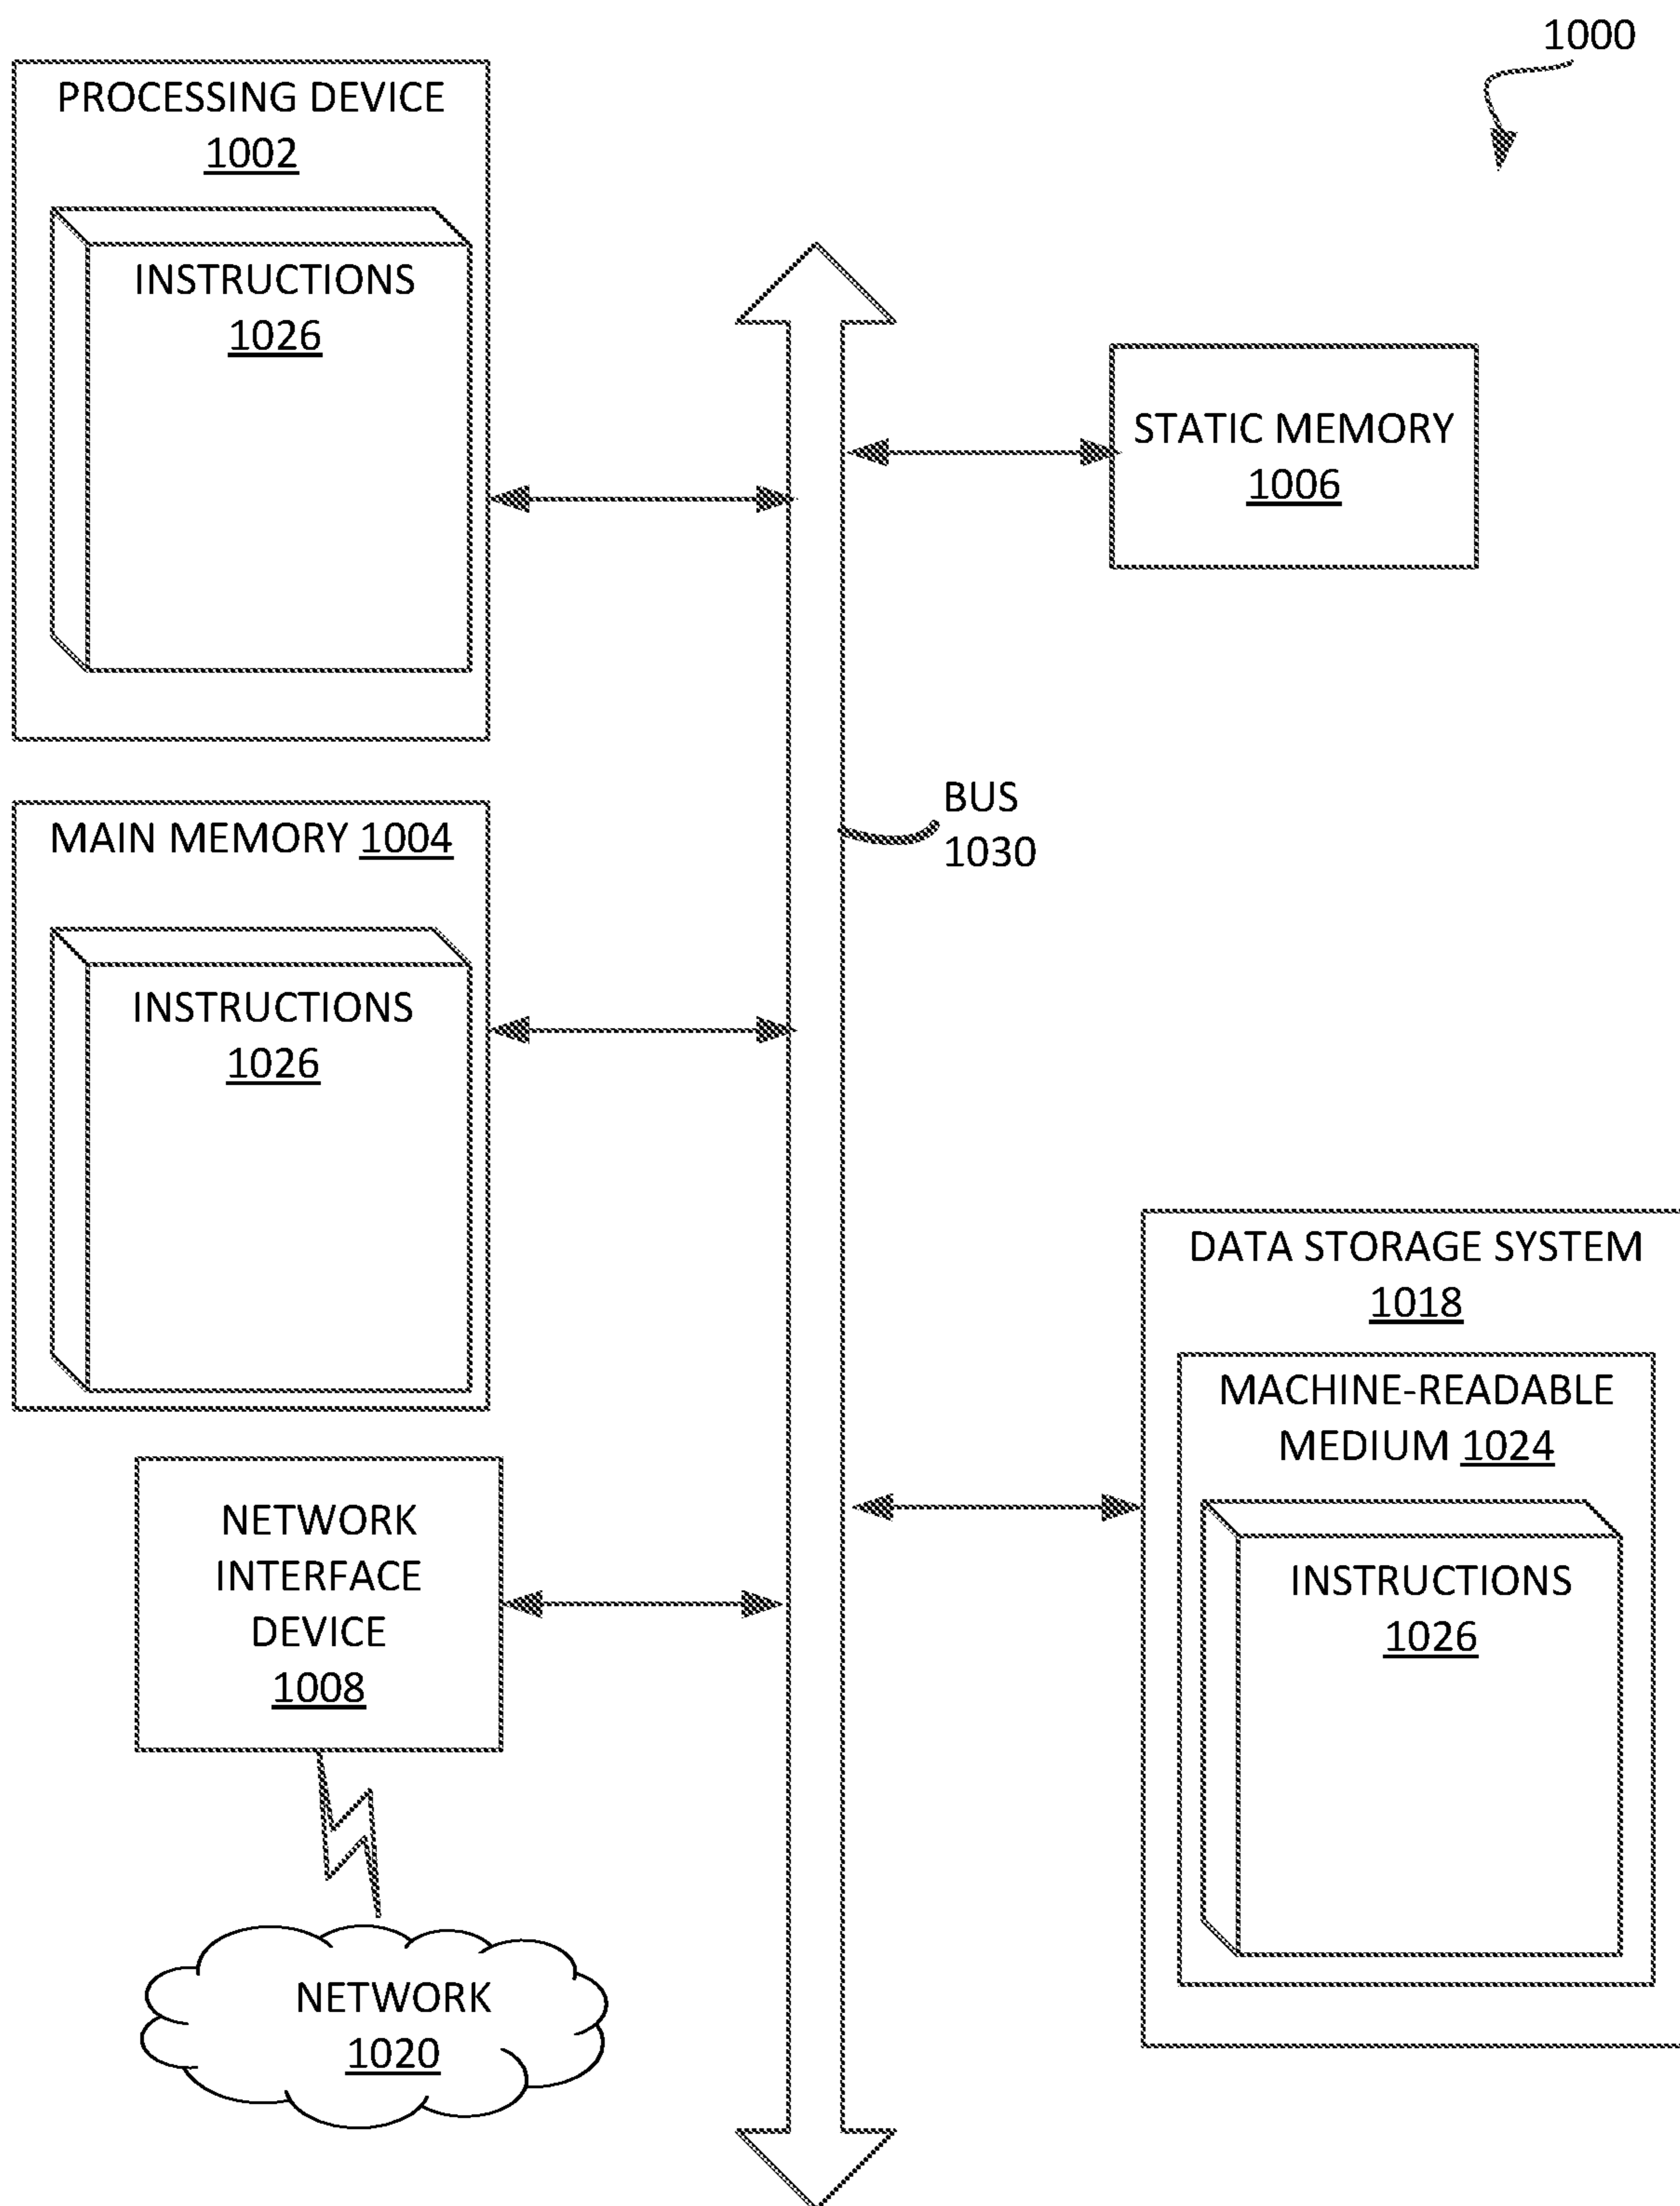 1000
PROCESSING DEVICE
1002
INSTRUCTIONS
1026
STATIC MEMORY
1006
BUS
1030
MAIN MEMORY 1004
INSTRUCTIONS
1026
DATA STORAGE SYSTEM
1018
MACHINE-READABLE
MEDIUM 1024
INSTRUCTIONS
1026
NETWORK
INTERFACE
DEVICE
1008
NETWORK
1020